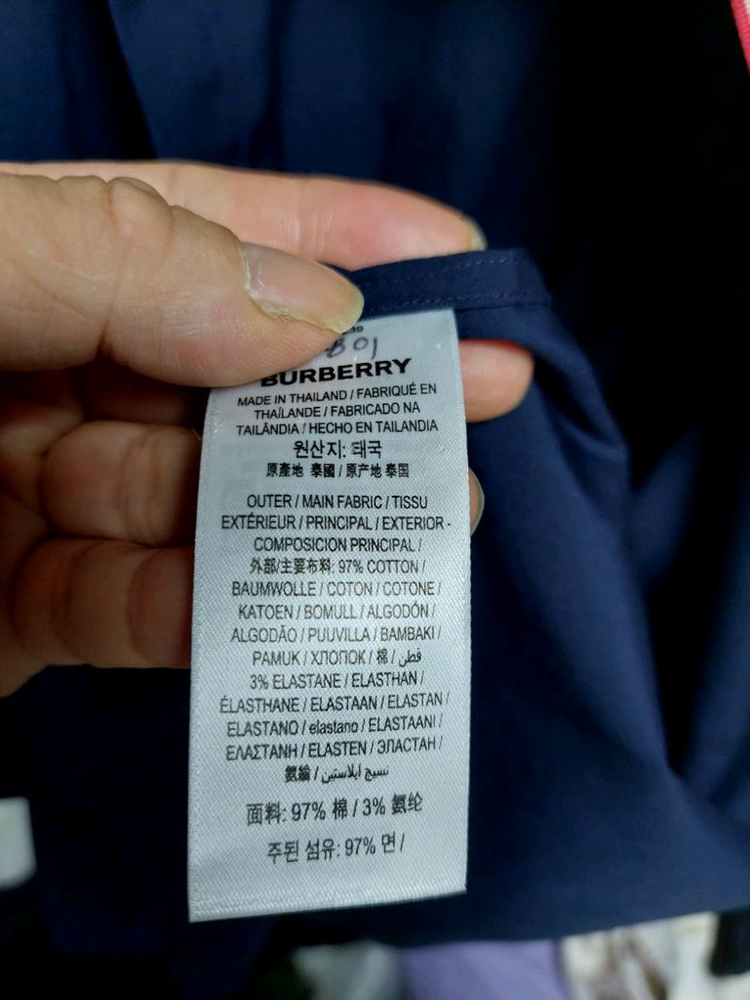 B01
BURBERRY
MADE IN THAILAND / FABRIQUÉ EN
THAÏLANDE / FABRICADO NA
TAILÂNDIA / HECHO EN TAILANDIA
원산지: 태국
原產地 泰國 / 原产地 泰国
OUTER / MAIN FABRIC / TISSU
EXTÉRIEUR / PRINCIPAL / EXTERIOR -
COMPOSICION PRINCIPAL /
外部/主要布料: 97% COTTON /
BAUMWOLLE / COTON / COTONE /
KATOEN / BOMULL / ALGODÓN /
ALGODÃO / PUUVILLA / BAMBAKI /
PAMUK / ХЛОПОК / 棉 / قطن /
3% ELASTANE / ELASTHAN /
ÉLASTHANE / ELASTAAN / ELASTAN /
ELASTANO / elastano / ELASTAANI /
ΕΛΑΣΤΑΝΗ / ELASTEN / ЭЛАСТАН /
氨綸 / نسيج ايلاستين /
面料: 97% 棉 / 3% 氨纶
주된 섬유: 97% 면 /